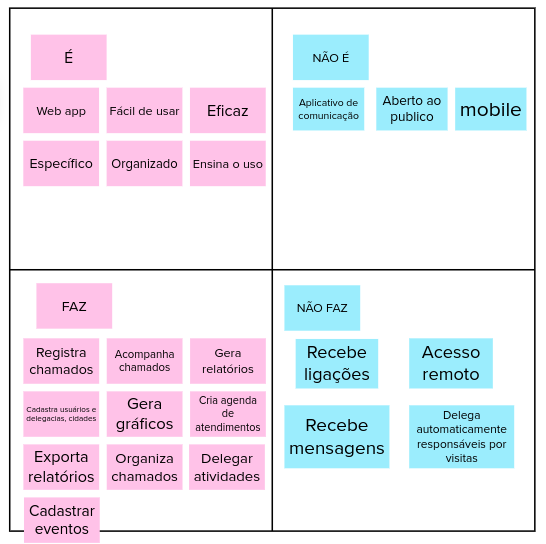 É
Web app
Fácil de usar
Eficaz
Específico
Organizado
Ensina o uso
NÃO É
Aplicativo de
comunicação
Aberto ao
publico
mobile
FAZ
Registra
chamados
Acompanha
chamados
Gera
relatórios
Cadastra usuários e
delegacias, cidades
Gera
gráficos
Cria agenda
de
atendimentos
Exporta
relatórios
Organiza
chamados
Delegar
atividades
Cadastrar
eventos
NÃO FAZ
Recebe
ligações
Acesso
remoto
Recebe
mensagens
Delega
automaticamente
responsáveis por
visitas